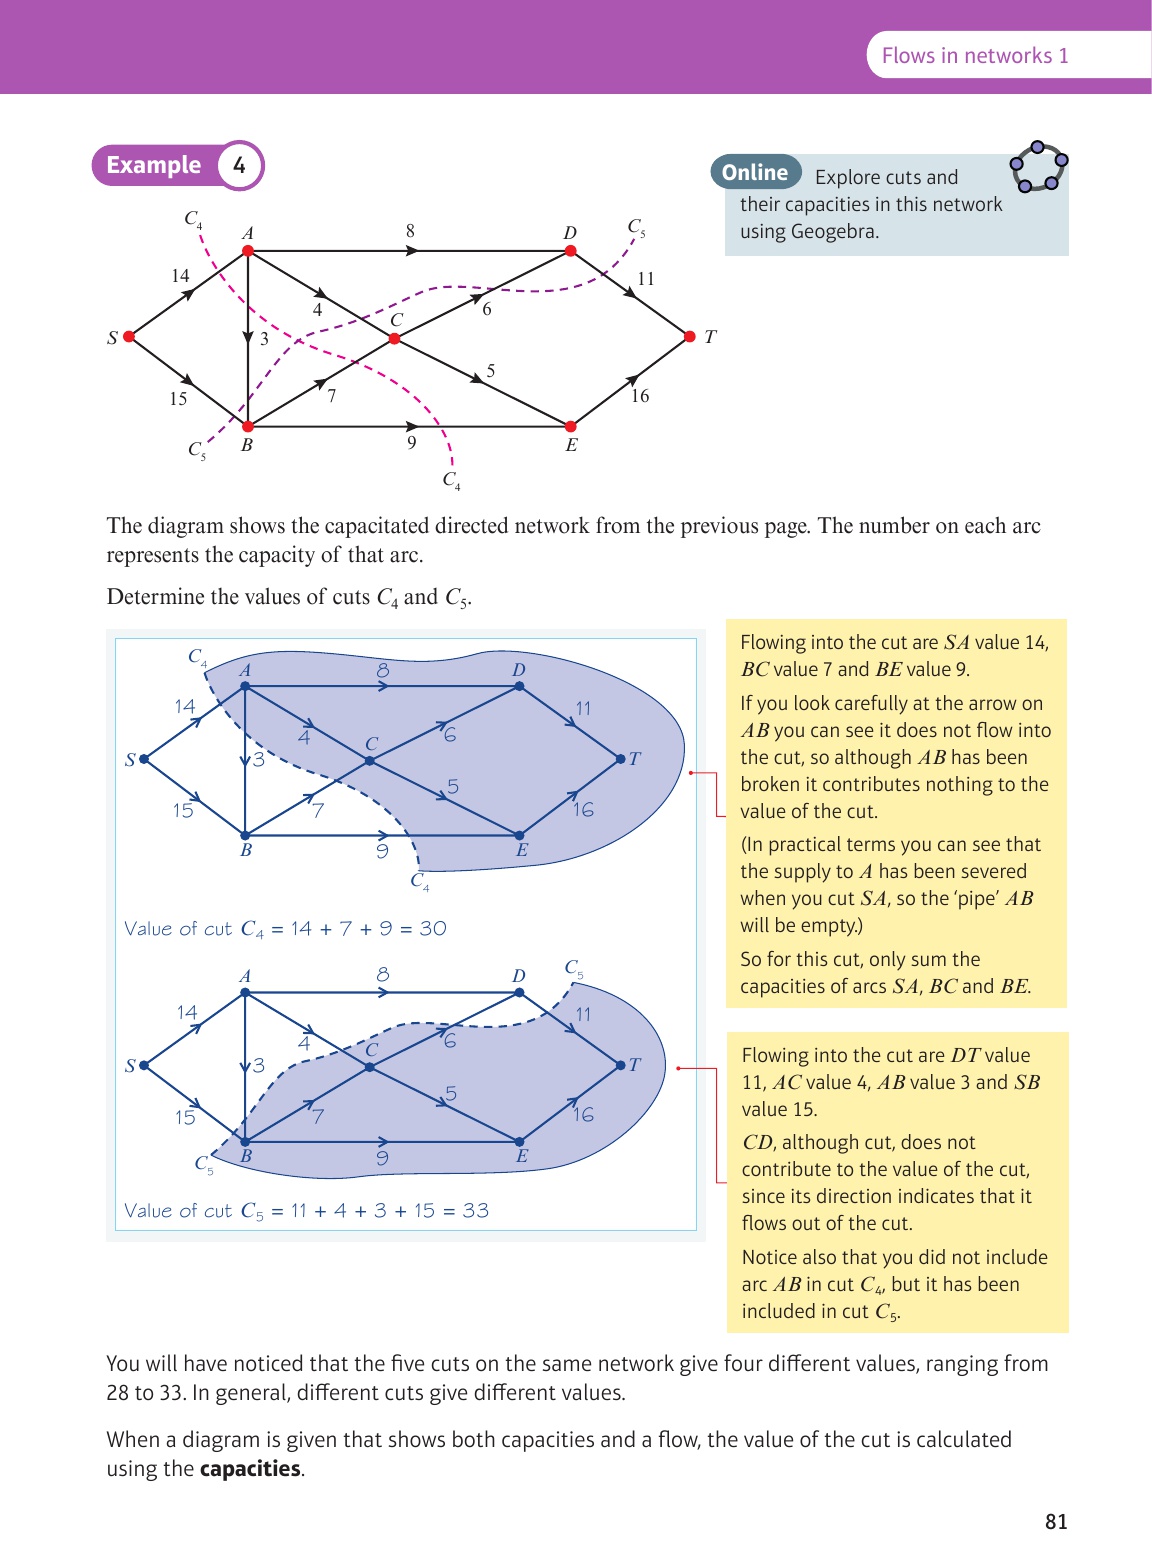 Flows in networks 1
Example 4
Online Explore cuts and
their capacities in this network
using Geogebra.
C₄
A
8
D
C₅
14
11
4
6
C
S
3
T
5
15
7
16
C₅
B
9
E
C₄
The diagram shows the capacitated directed network from the previous page. The number on each arc
represents the capacity of that arc.
Determine the values of cuts C₄ and C₅.
C₄
A
8
D
14
11
4
C
6
S
3
T
5
15
7
16
B
9
E
C₄
Value of cut C₄ = 14 + 7 + 9 = 30
Flowing into the cut are SA value 14,
BC value 7 and BE value 9.
If you look carefully at the arrow on
AB you can see it does not flow into
the cut, so although AB has been
broken it contributes nothing to the
value of the cut.
(In practical terms you can see that
the supply to A has been severed
when you cut SA, so the ‘pipe’ AB
will be empty.)
So for this cut, only sum the
capacities of arcs SA, BC and BE.
A
8
D
C₅
14
11
4
C
6
S
3
T
5
15
7
16
C₅
B
9
E
Value of cut C₅ = 11 + 4 + 3 + 15 = 33
Flowing into the cut are DT value
11, AC value 4, AB value 3 and SB
value 15.
CD, although cut, does not
contribute to the value of the cut,
since its direction indicates that it
flows out of the cut.
Notice also that you did not include
arc AB in cut C₄, but it has been
included in cut C₅.
You will have noticed that the five cuts on the same network give four different values, ranging from
28 to 33. In general, different cuts give different values.
When a diagram is given that shows both capacities and a flow, the value of the cut is calculated
using the capacities.
81